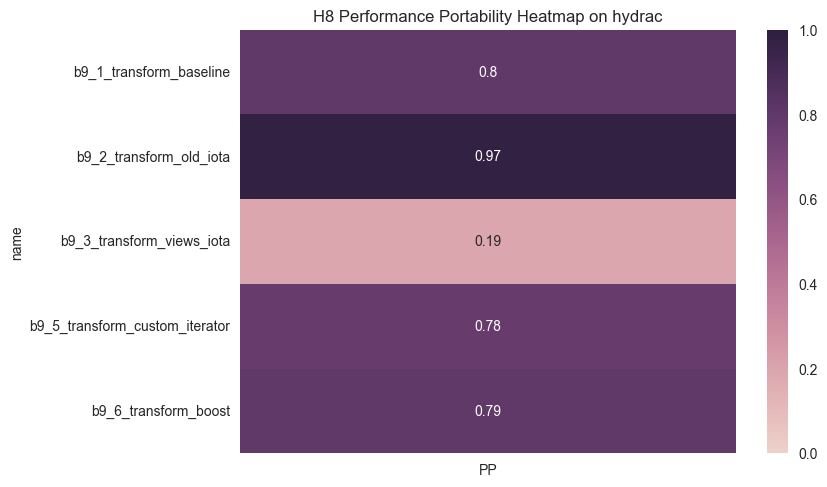 H8 Performance Portability Heatmap on hydrac
name
b9_1_transform_baseline
0.8
b9_2_transform_old_iota
0.97
b9_3_transform_views_iota
0.19
b9_5_transform_custom_iterator
0.78
b9_6_transform_boost
0.79
PP
1.0
0.8
0.6
0.4
0.2
0.0